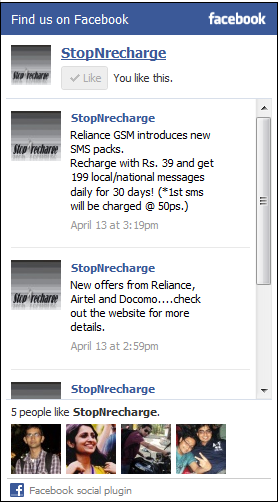 Find us on Facebook
facebook
Stop N recharge
StopNrecharge
Like You like this.
Stop N recharge
StopNrecharge
Reliance GSM introduces new
SMS packs.
Recharge with Rs. 39 and get
199 local/national messages
daily for 30 days! (*1st sms
will be charged @ 50ps.)
April 13 at 3:19pm
Stop N recharge
StopNrecharge
New offers from Reliance,
Airtel and Docomo....check
out the website for more
details.
April 13 at 2:59pm
StopNrecharge
5 people like StopNrecharge.
Facebook social plugin